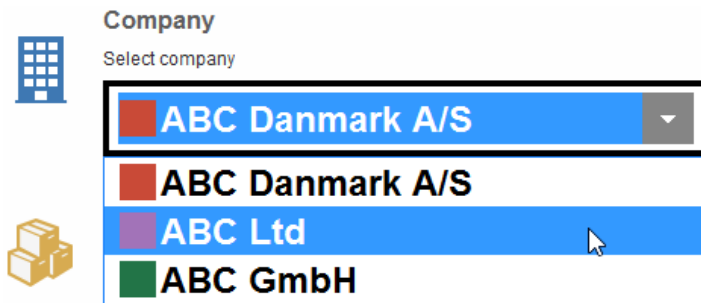 Company
Select company
ABC Danmark A/S
ABC Danmark A/S
ABC Ltd
ABC GmbH